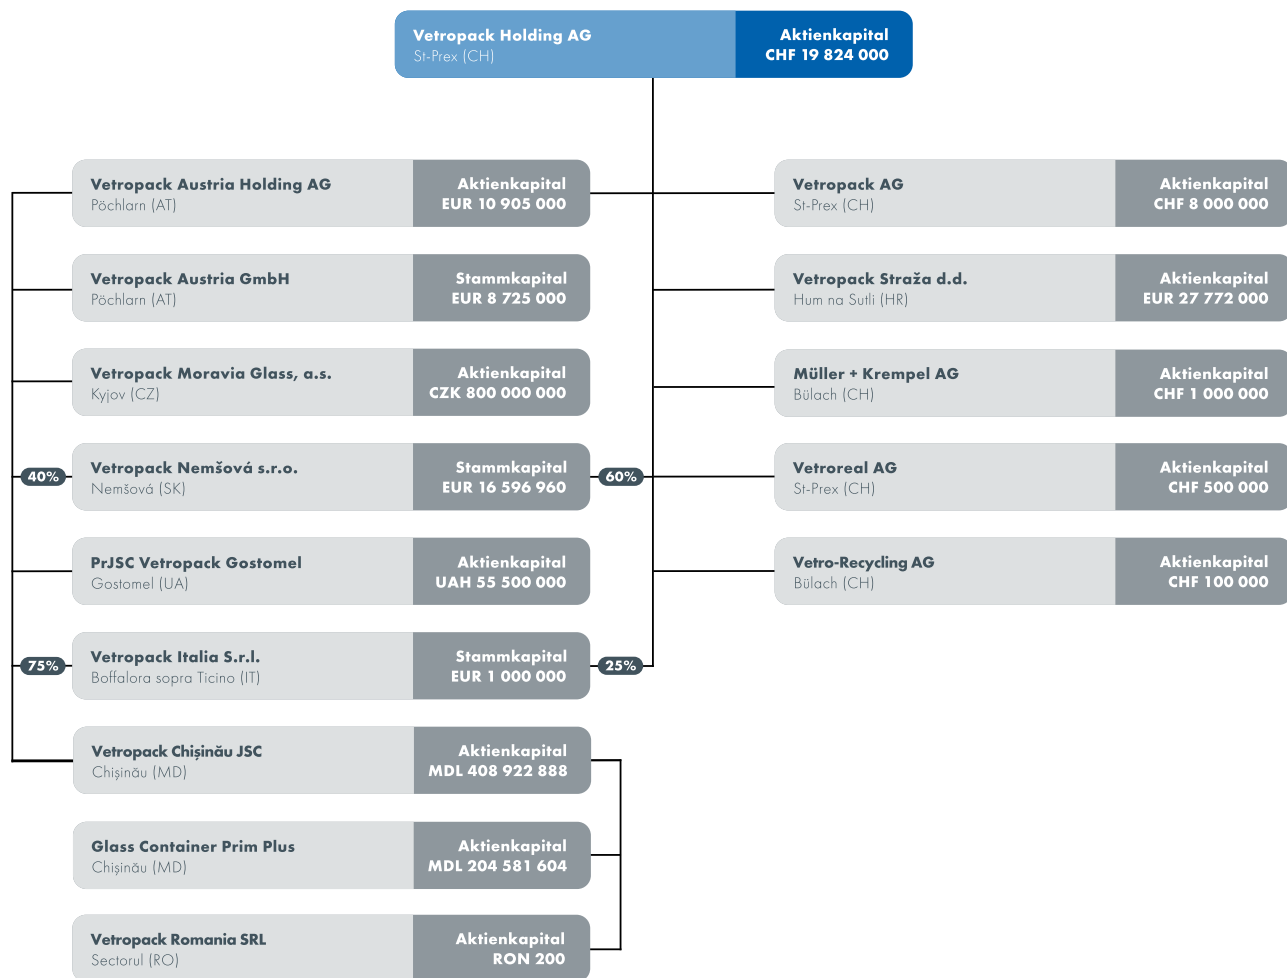 Vetropack Holding AG
St-Prex (CH)
Aktienkapital
CHF 19 824 000
Vetropack Austria Holding AG
Pöchlarn (AT)
Aktienkapital
EUR 10 905 000
Vetropack AG
St-Prex (CH)
Aktienkapital
CHF 8 000 000
Vetropack Austria GmbH
Pöchlarn (AT)
Stammkapital
EUR 8 725 000
Vetropack Straža d.d.
Hum na Sutli (HR)
Aktienkapital
EUR 27 772 000
Vetropack Moravia Glass, a.s.
Kyjov (CZ)
Aktienkapital
CZK 800 000 000
Müller + Krempel AG
Bülach (CH)
Aktienkapital
CHF 1 000 000
40%
Vetropack Nemšová s.r.o.
Nemšová (SK)
Stammkapital
EUR 16 596 960
60%
Vetroreal AG
St-Prex (CH)
Aktienkapital
CHF 500 000
PrJSC Vetropack Gostomel
Gostomel (UA)
Aktienkapital
UAH 55 500 000
Vetro-Recycling AG
Bülach (CH)
Aktienkapital
CHF 100 000
75%
Vetropack Italia S.r.l.
Boffalora sopra Ticino (IT)
Stammkapital
EUR 1 000 000
25%
Vetropack Chișinău JSC
Chișinău (MD)
Aktienkapital
MDL 408 922 888
Glass Container Prim Plus
Chișinău (MD)
Aktienkapital
MDL 204 581 604
Vetropack Romania SRL
Sectorul (RO)
Aktienkapital
RON 200